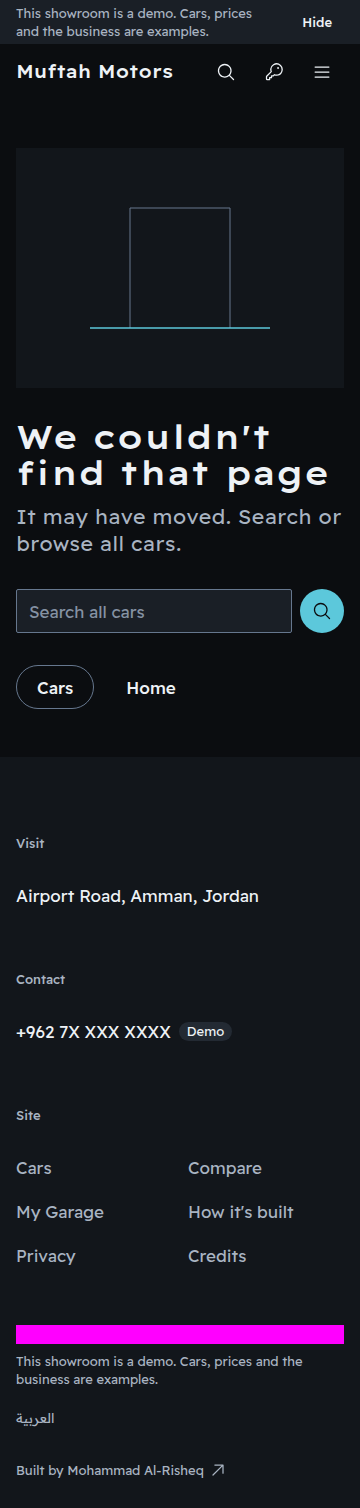 This showroom is a demo. Cars, prices
and the business are examples.
Hide
Muftah Motors
We couldn't
find that page
It may have moved. Search or
browse all cars.
Search all cars
Cars
Home
Visit
Airport Road, Amman, Jordan
Contact
+962 7X XXX XXXX
Demo
Site
Cars
Compare
My Garage
How it's built
Privacy
Credits
This showroom is a demo. Cars, prices and the
business are examples.
العربية
Built by Mohammad Al-Risheq